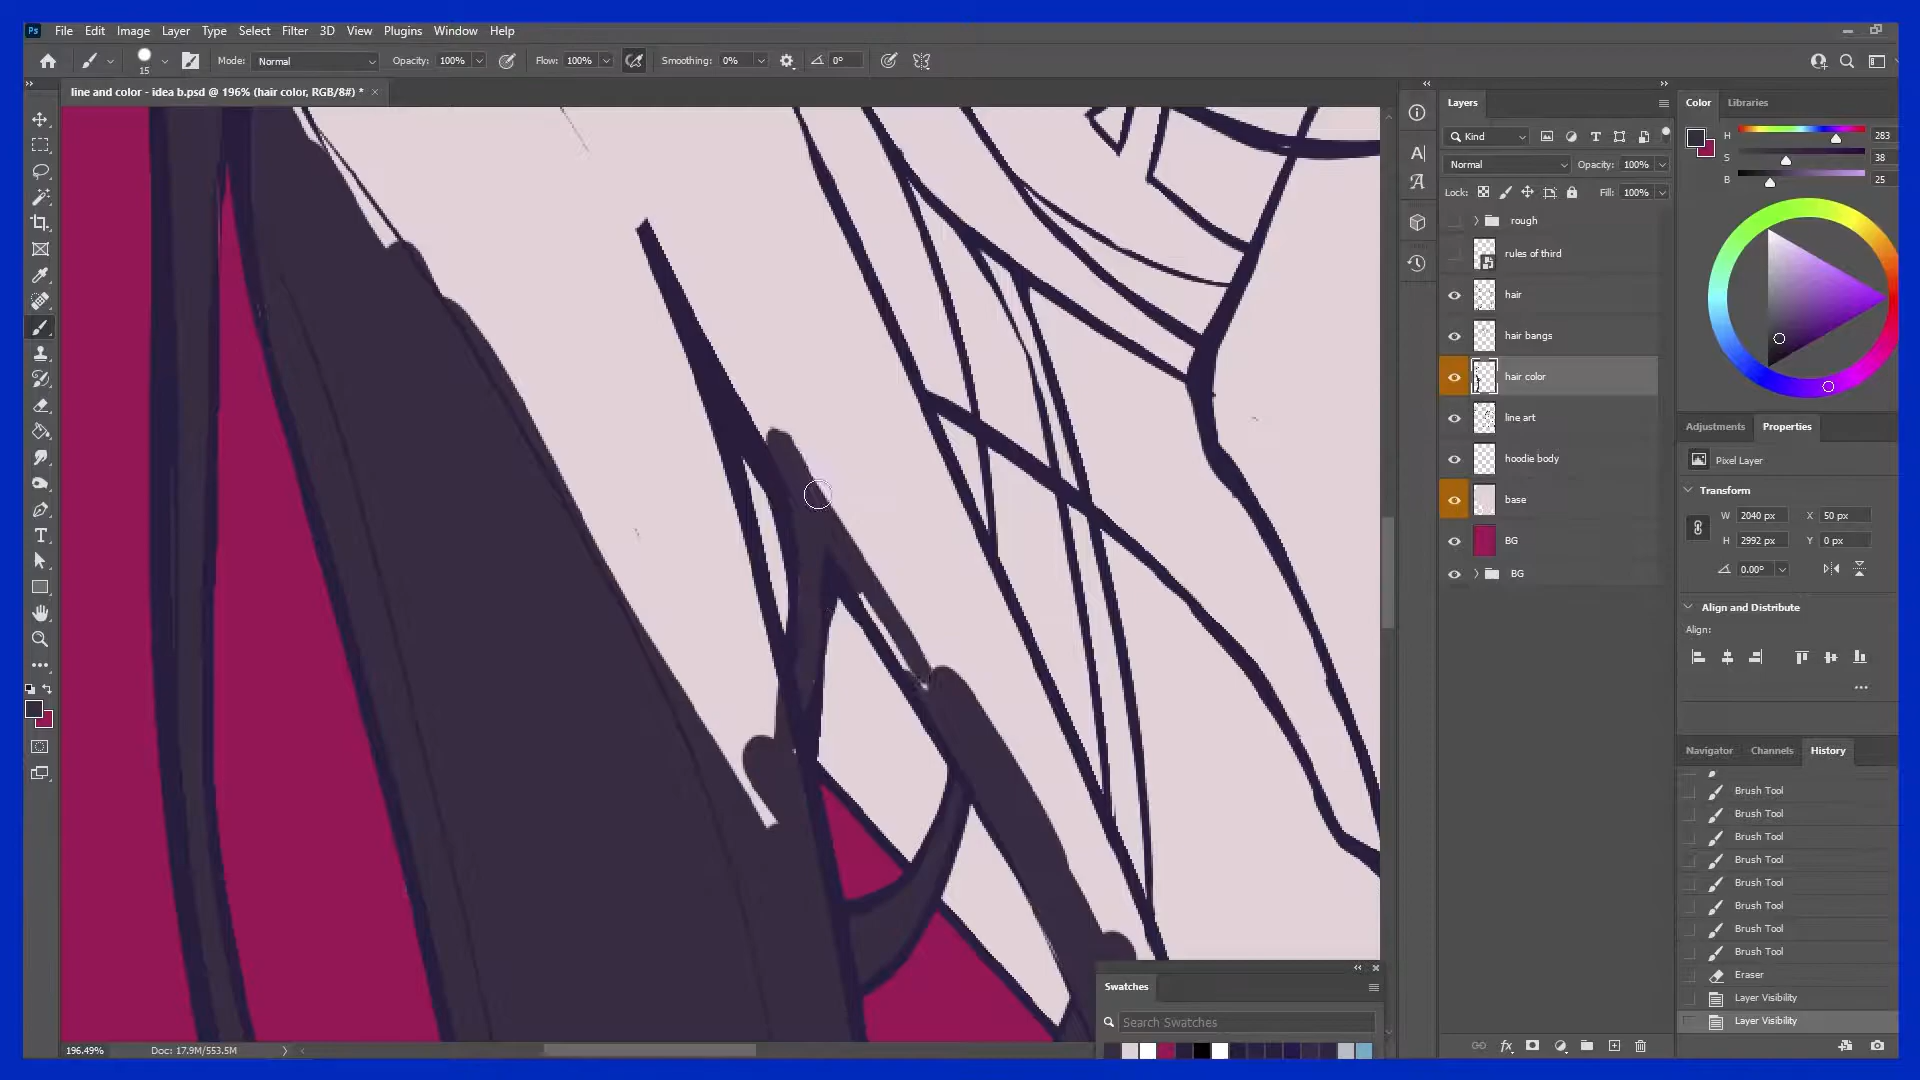 Ps File Edit Image Layer Type Select Filter 3D View Plugins Window Help
15 Mode: Normal Opacity: 100% Flow: 100% Smoothing: 0% 0°
line and color - idea b.psd @ 196% (hair color, RGB/8#) *
Layers
Kind
Normal Opacity: 100%
Lock: Fill: 100%
rough
rules of third
hair
hair bangs
hair color
line art
hoodie body
base
BG
BG
Color Libraries
H 283
S 38
B 25
Adjustments Properties
Pixel Layer
Transform
W 2040 px X 50 px
H 2992 px Y 0 px
0.00°
Align and Distribute
Align:
Navigator Channels History
Brush Tool
Brush Tool
Brush Tool
Brush Tool
Brush Tool
Brush Tool
Brush Tool
Brush Tool
Eraser
Layer Visibility
Layer Visibility
Swatches
Search Swatches
196.49% Doc: 17.9M/553.5M